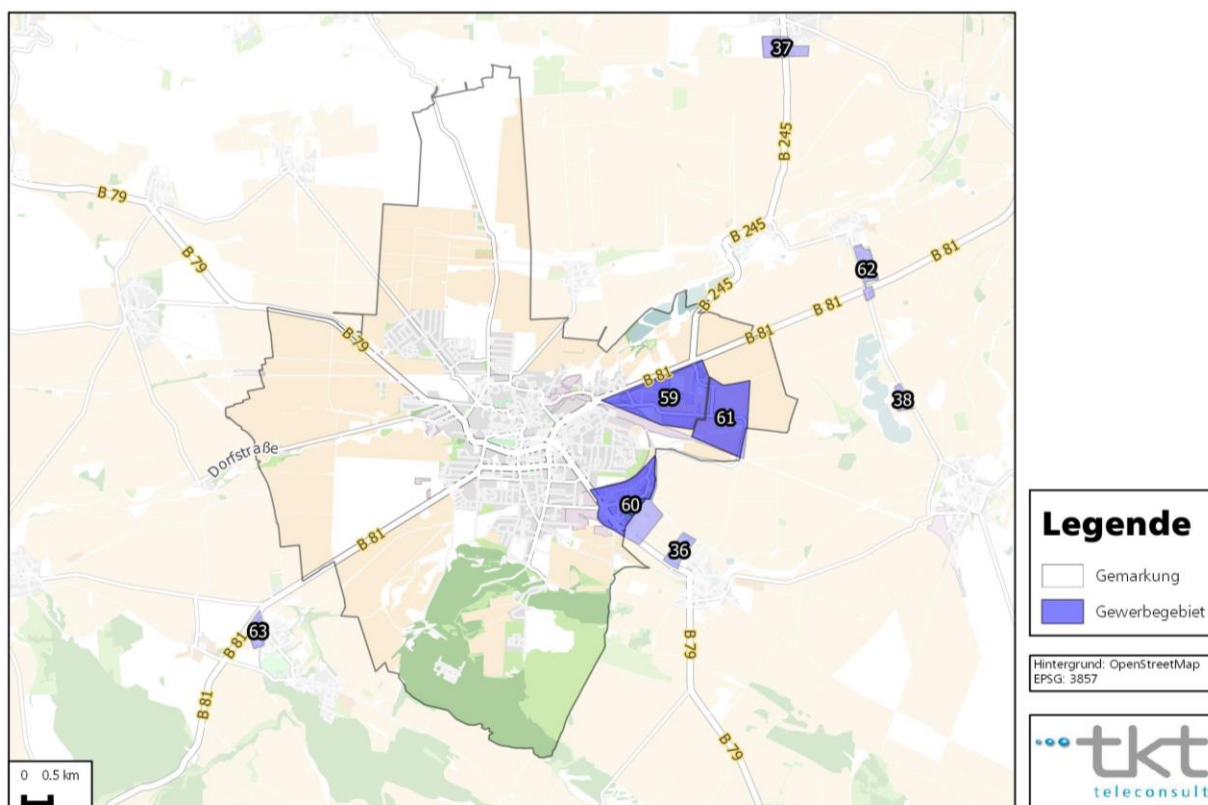 37
B 245
B 79
B 245
B 79
62
B 81
B 245
B 81
B 79
B 81
B 81
59
38
61
Dorfstraße
60
B 81
36
63
B 81
B 79
B 81
B 79
0 0.5 km
Legende
Gemarkung
Gewerbegebiet
Hintergrund: OpenStreetMap
EPSG: 3857
tkt
teleconsult